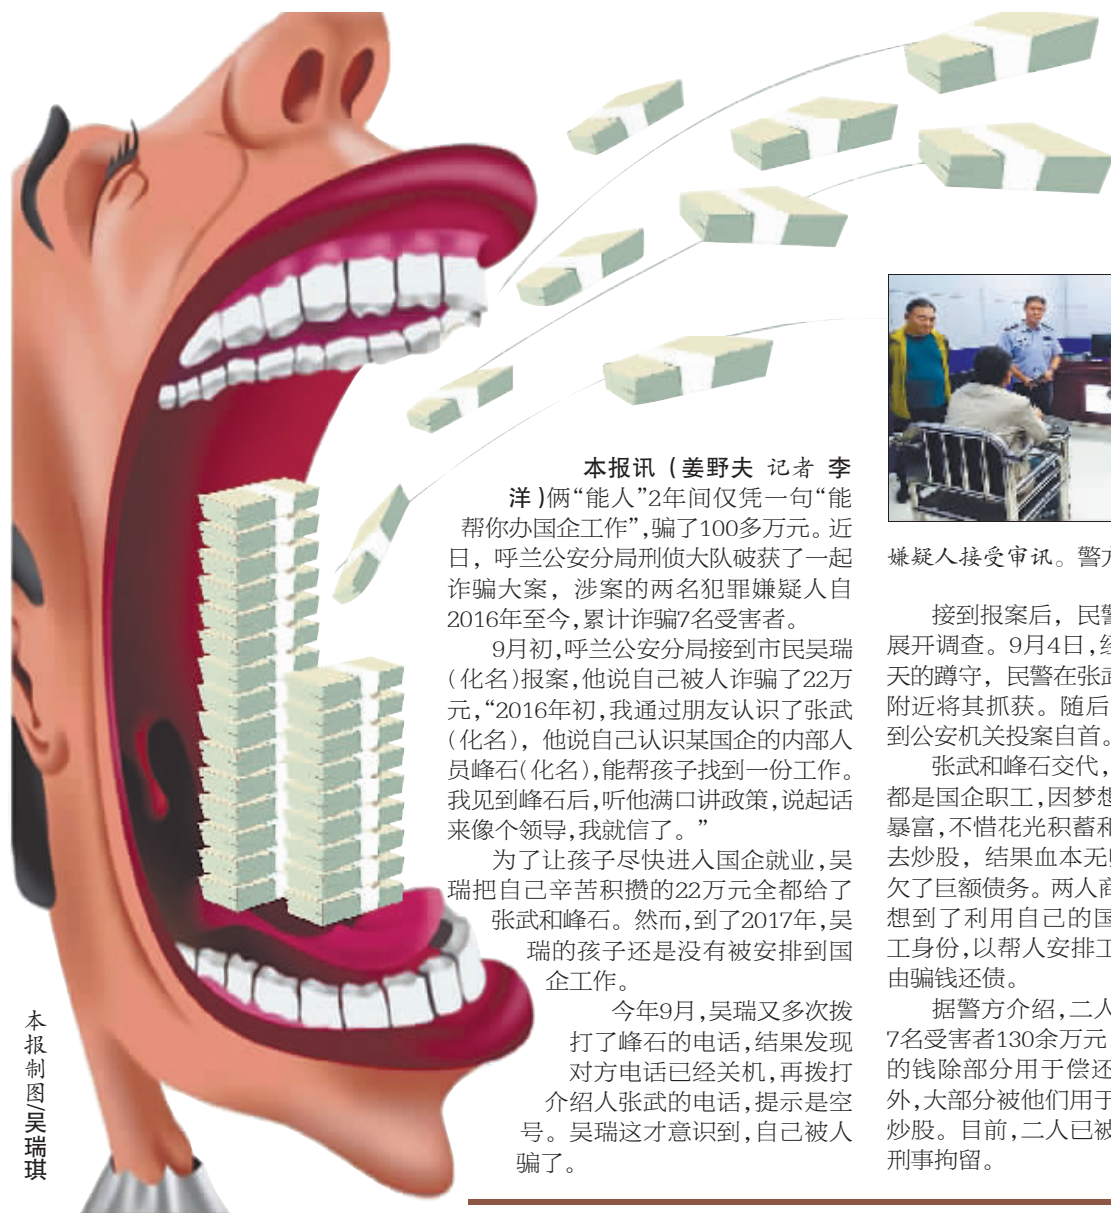 本报讯（姜野夫 记者 李
洋）俩“能人”2年间仅凭一句“能
帮你办国企工作”,骗了100多万元。近
日，呼兰公安分局刑侦大队破获了一起
诈骗大案，涉案的两名犯罪嫌疑人自
2016年至今,累计诈骗7名受害者。
9月初,呼兰公安分局接到市民吴瑞
(化名)报案,他说自己被人诈骗了22万
元,“2016年初,我通过朋友认识了张武
(化名)，他说自己认识某国企的内部人
员峰石(化名),能帮孩子找到一份工作。
我见到峰石后,听他满口讲政策,说起话
来像个领导,我就信了。”
为了让孩子尽快进入国企就业,吴
瑞把自己辛苦积攒的22万元全都给了
张武和峰石。然而,到了2017年,吴
瑞的孩子还是没有被安排到国
企工作。
今年9月,吴瑞又多次拨
打了峰石的电话,结果发现
对方电话已经关机,再拨打
介绍人张武的电话,提示是空
号。吴瑞这才意识到,自己被人
骗了。
嫌疑人接受审讯。警方
接到报案后，民警
展开调查。9月4日,经
天的蹲守，民警在张武
附近将其抓获。随后
到公安机关投案自首。
张武和峰石交代，
都是国企职工,因梦想
暴富,不惜花光积蓄和
去炒股，结果血本无归
欠了巨额债务。两人商
想到了利用自己的国
工身份,以帮人安排工
由骗钱还债。
据警方介绍,二人
7名受害者130余万元
的钱除部分用于偿还
外,大部分被他们用于
炒股。目前,二人已被
刑事拘留。
本报制图/吴瑞琪